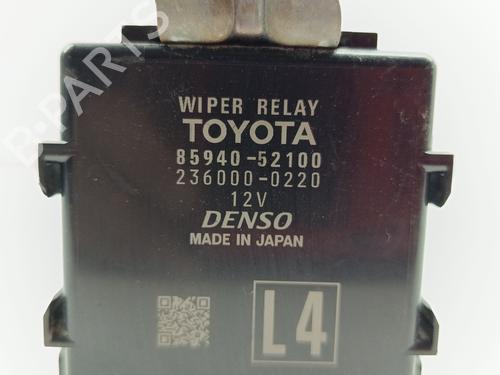 B-PARTS
WIPER RELAY
TOYOTA
85940-52100
236000-0220
12V
DENSO
MADE IN JAPAN
L4